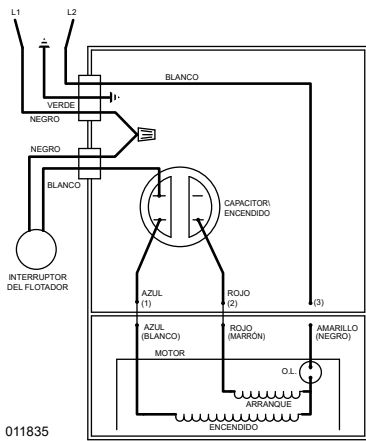 L1
L2
BLANCO
VERDE
NEGRO
NEGRO
BLANCO
CAPACITOR\
ENCENDIDO
INTERRUPTOR
DEL FLOTADOR
AZUL
(1)
ROJO
(2)
(3)
AZUL
(BLANCO)
ROJO
(MARRÓN)
AMARILLO
(NEGRO)
MOTOR
O.L.
ARRANQUE
ENCENDIDO
011835